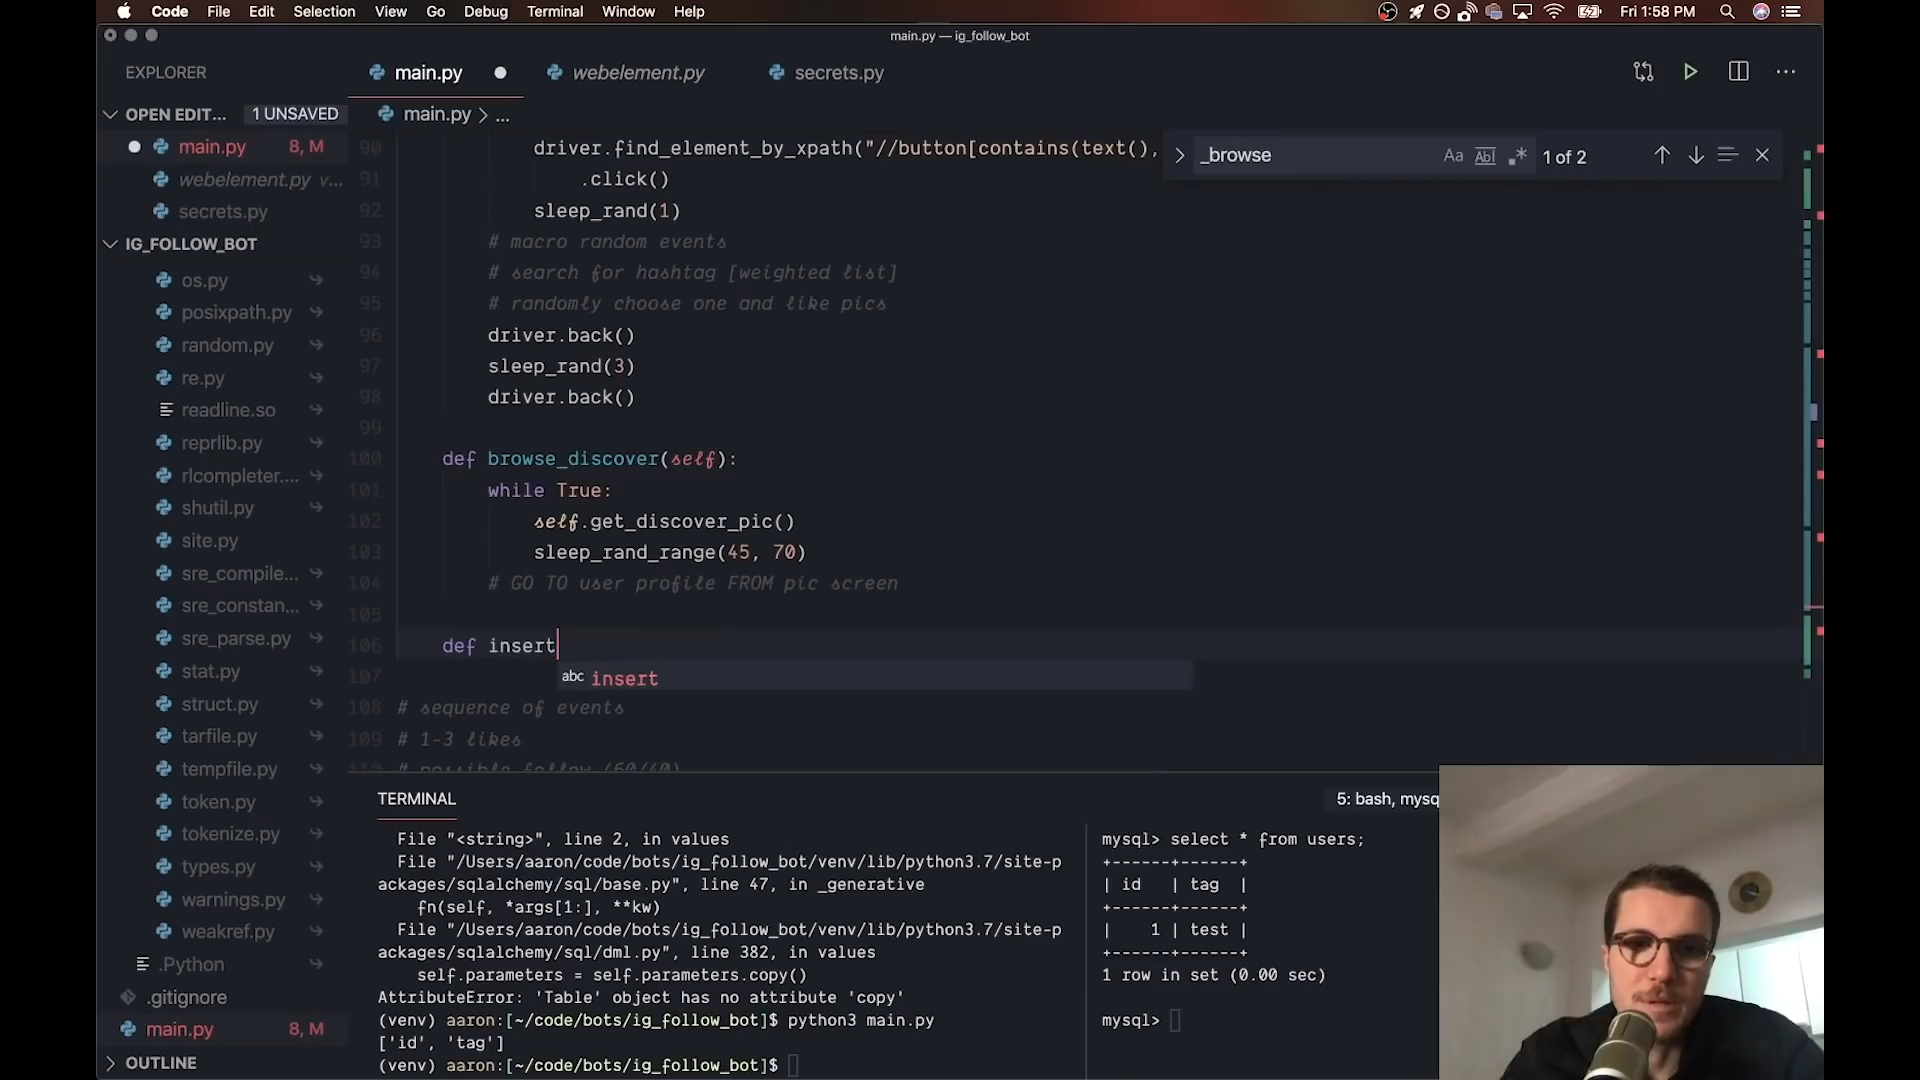 Code File Edit Selection View Go Debug Terminal Window Help
Fri 1:58 PM
main.py — ig_follow_bot
EXPLORER
main.py
webelement.py
secrets.py
OPEN EDIT... 1 UNSAVED
main.py > ...
main.py 8, M
webelement.py v...
secrets.py
IG_FOLLOW_BOT
os.py
posixpath.py
random.py
re.py
readline.so
reprlib.py
rlcompleter....
shutil.py
site.py
sre_compile...
sre_constan...
sre_parse.py
stat.py
struct.py
tarfile.py
tempfile.py
token.py
tokenize.py
types.py
warnings.py
weakref.py
.Python
.gitignore
main.py 8, M
OUTLINE
_browse Aa Abl .* 1 of 2
90 driver.find_element_by_xpath("//button[contains(text(),
91 .click()
92 sleep_rand(1)
93 # macro random events
94 # search for hashtag [weighted list]
95 # randomly choose one and like pics
96 driver.back()
97 sleep_rand(3)
98 driver.back()
99
100 def browse_discover(self):
101 while True:
102 self.get_discover_pic()
103 sleep_rand_range(45, 70)
104 # GO TO user profile FROM pic screen
105
106 def insert
abc insert
107
108 # sequence of events
109 # 1-3 likes
110 # possible follow (60/40)
TERMINAL
5: bash, mysq
File "<string>", line 2, in values
File "/Users/aaron/code/bots/ig_follow_bot/venv/lib/python3.7/site-p
ackages/sqlalchemy/sql/base.py", line 47, in _generative
fn(self, *args[1:], **kw)
File "/Users/aaron/code/bots/ig_follow_bot/venv/lib/python3.7/site-p
ackages/sqlalchemy/sql/dml.py", line 382, in values
self.parameters = self.parameters.copy()
AttributeError: 'Table' object has no attribute 'copy'
(venv) aaron:[~/code/bots/ig_follow_bot]$ python3 main.py
['id', 'tag']
(venv) aaron:[~/code/bots/ig_follow_bot]$
mysql> select * from users;
+------+------+
| id | tag |
+------+------+
| 1 | test |
+------+------+
1 row in set (0.00 sec)
mysql>